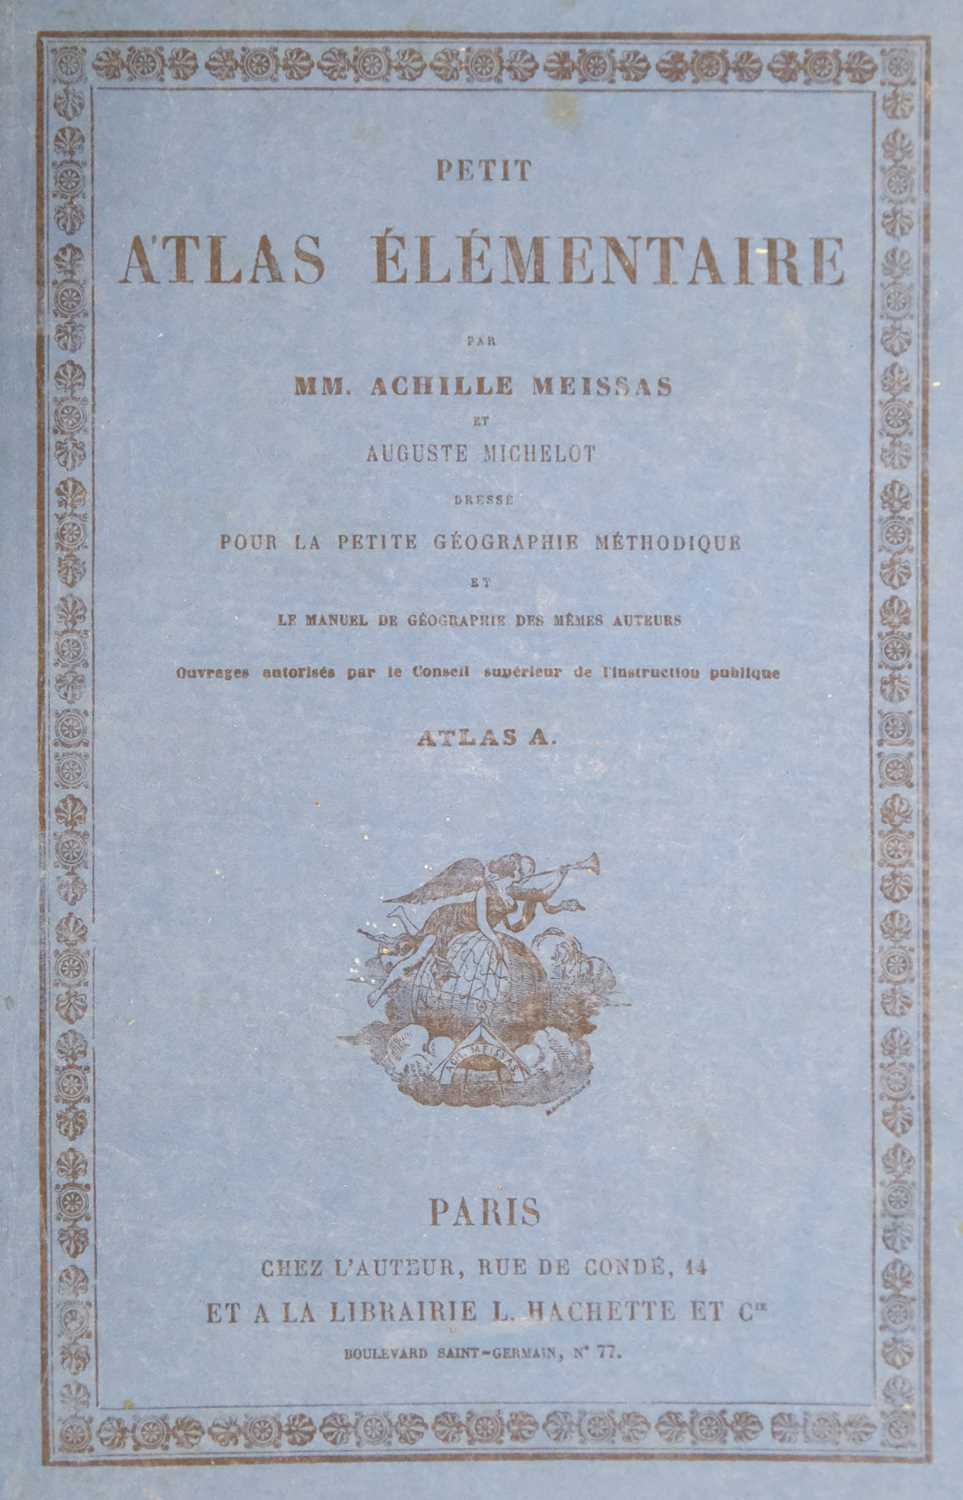 PETIT
ATLAS ÉLÉMENTAIRE
PAR
MM. ACHILLE MEISSAS
ET
AUGUSTE MICHELOT
DRESSÉ
POUR LA PETITE GÉOGRAPHIE MÉTHODIQUE
ET
LE MANUEL DE GÉOGRAPHIE DES MÊMES AUTEURS
Ouvrages autorisés par le Conseil supérieur de l'instruction publique
ATLAS A.
ACH. MEISSAS
PARIS
CHEZ L'AUTEUR, RUE DE CONDÉ, 14
ET A LA LIBRAIRIE L. HACHETTE ET Cie
BOULEVARD SAINT-GERMAIN, N° 77.